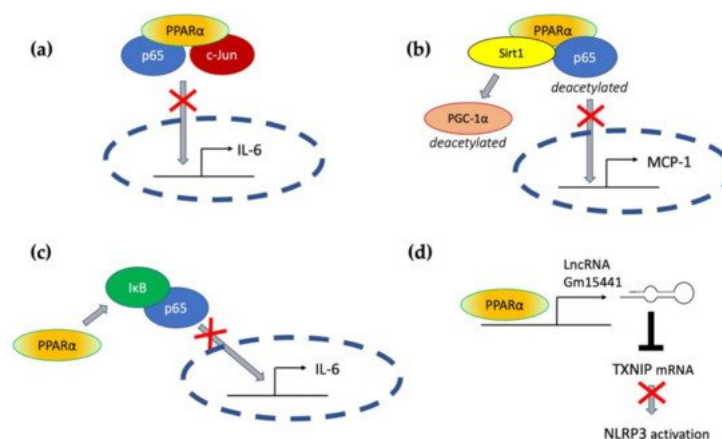 (a)
PPARα
p65
c-Jun
IL-6
(b)
PPARα
Sirt1
p65
deacetylated
PGC-1α
deacetylated
MCP-1
(c)
IκB
p65
PPARα
IL-6
(d)
LncRNA
Gm15441
PPARα
TXNIP mRNA
NLRP3 activation